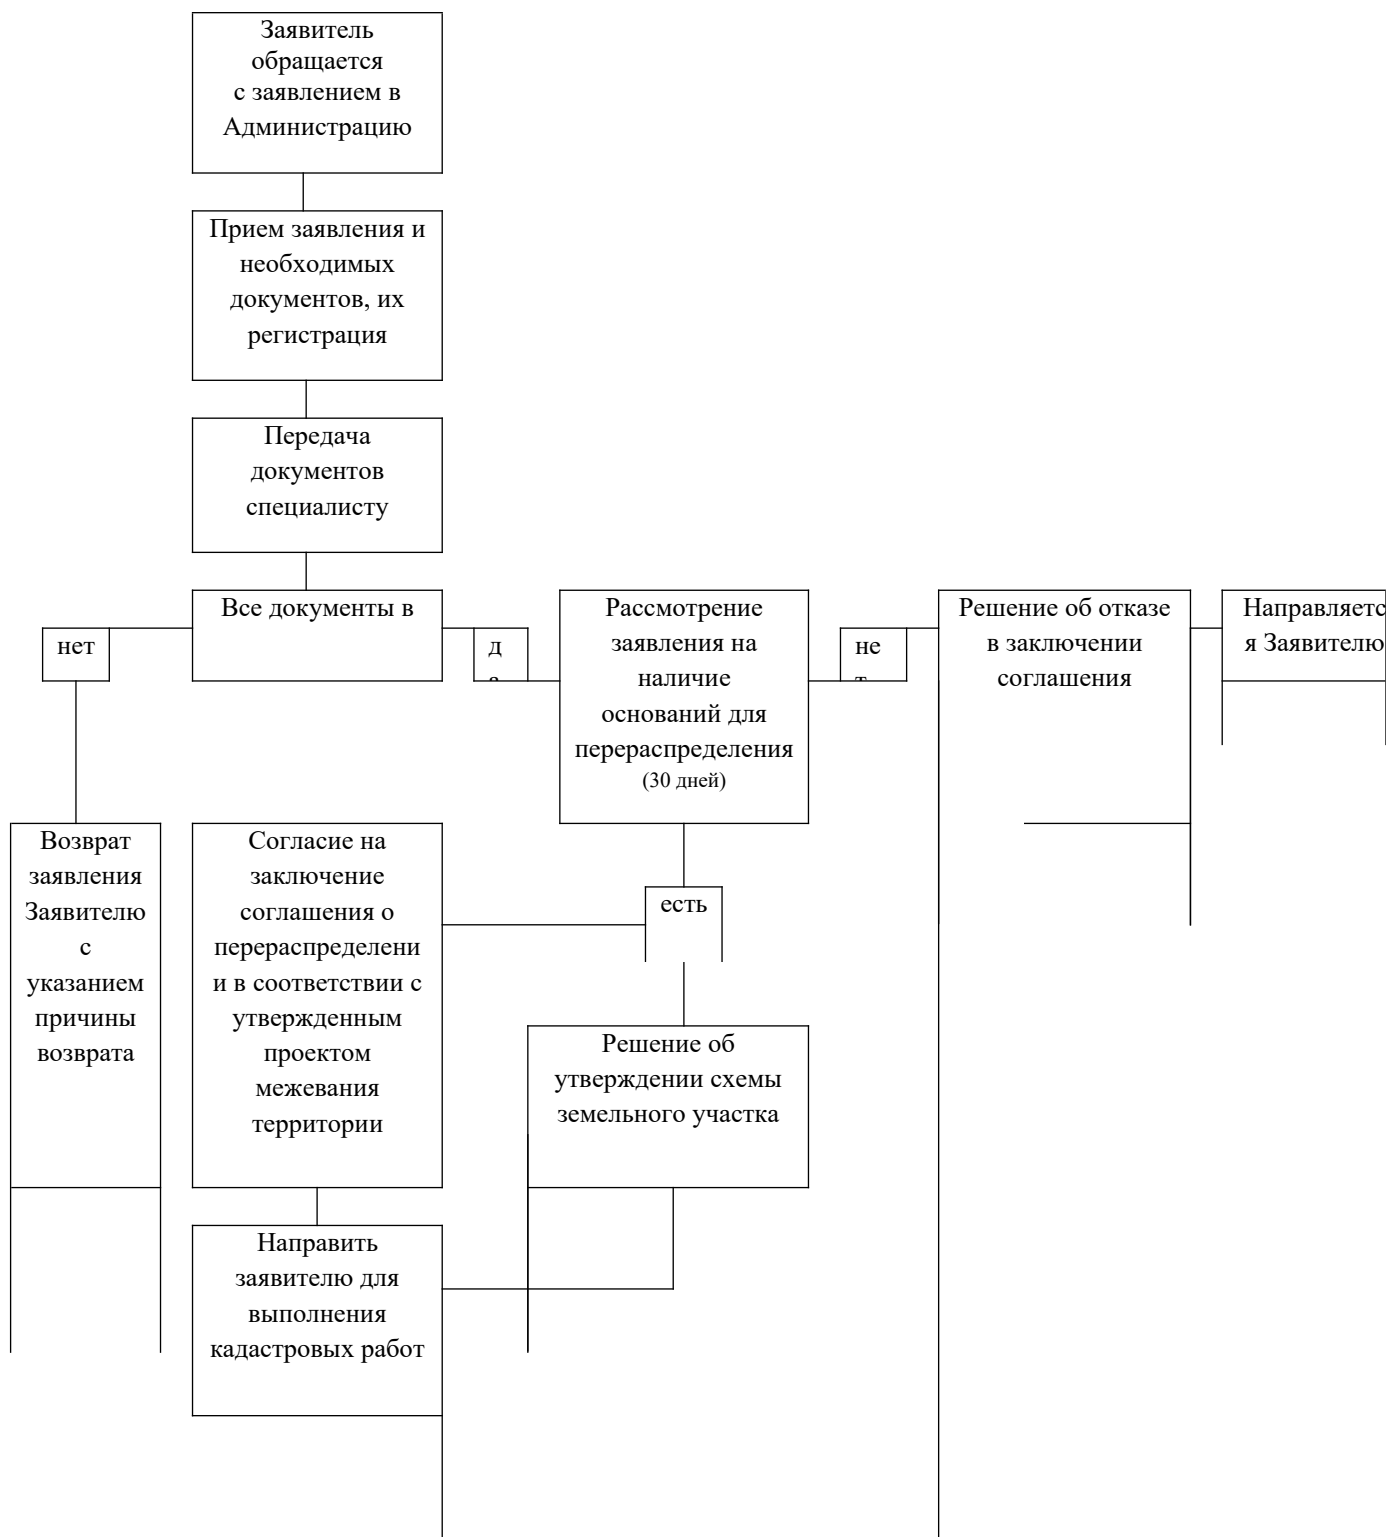 Заявитель
обращается
с заявлением в
Администрацию
Прием заявления и
необходимых
документов, их
регистрация
Передача
документов
специалисту
Все документы в
нет
Рассмотрение
заявления на
наличие
оснований для
перераспределения
(30 дней)
не
Решение об отказе
в заключении
соглашения
Направляетс
я Заявителю
Возврат
заявления
Заявителю
с
указанием
причины
возврата
Согласие на
заключение
соглашения о
перераспределени
и в соответствии с
утвержденным
проектом
межевания
территории
есть
Решение об
утверждении схемы
земельного участка
Направить
заявителю для
выполнения
кадастровых работ